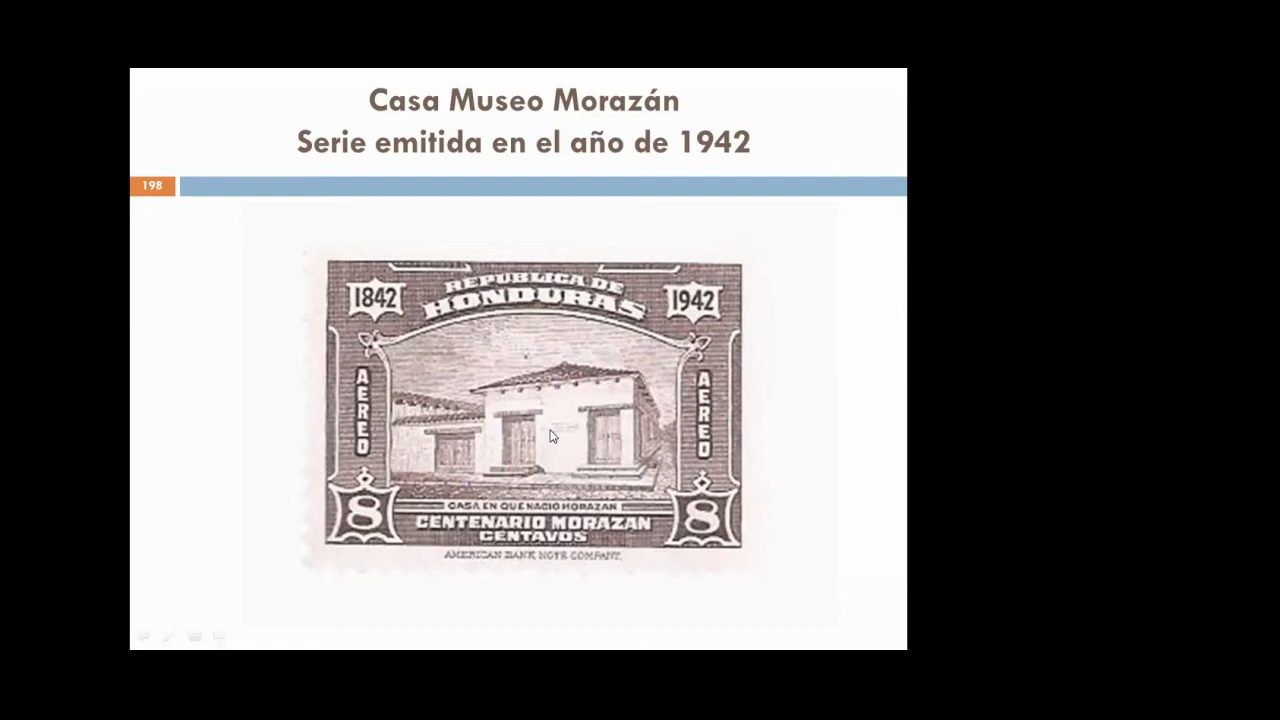 Casa Museo Morazán
Serie emitida en el año de 1942
198
REPUBLICA DE
HONDURAS
1842
1942
AEREO
AEREO
8
8
CASA EN QUE NACIO MORAZAN
CENTENARIO MORAZAN
CENTAVOS
AMERICAN BANK NOTE COMPANY.